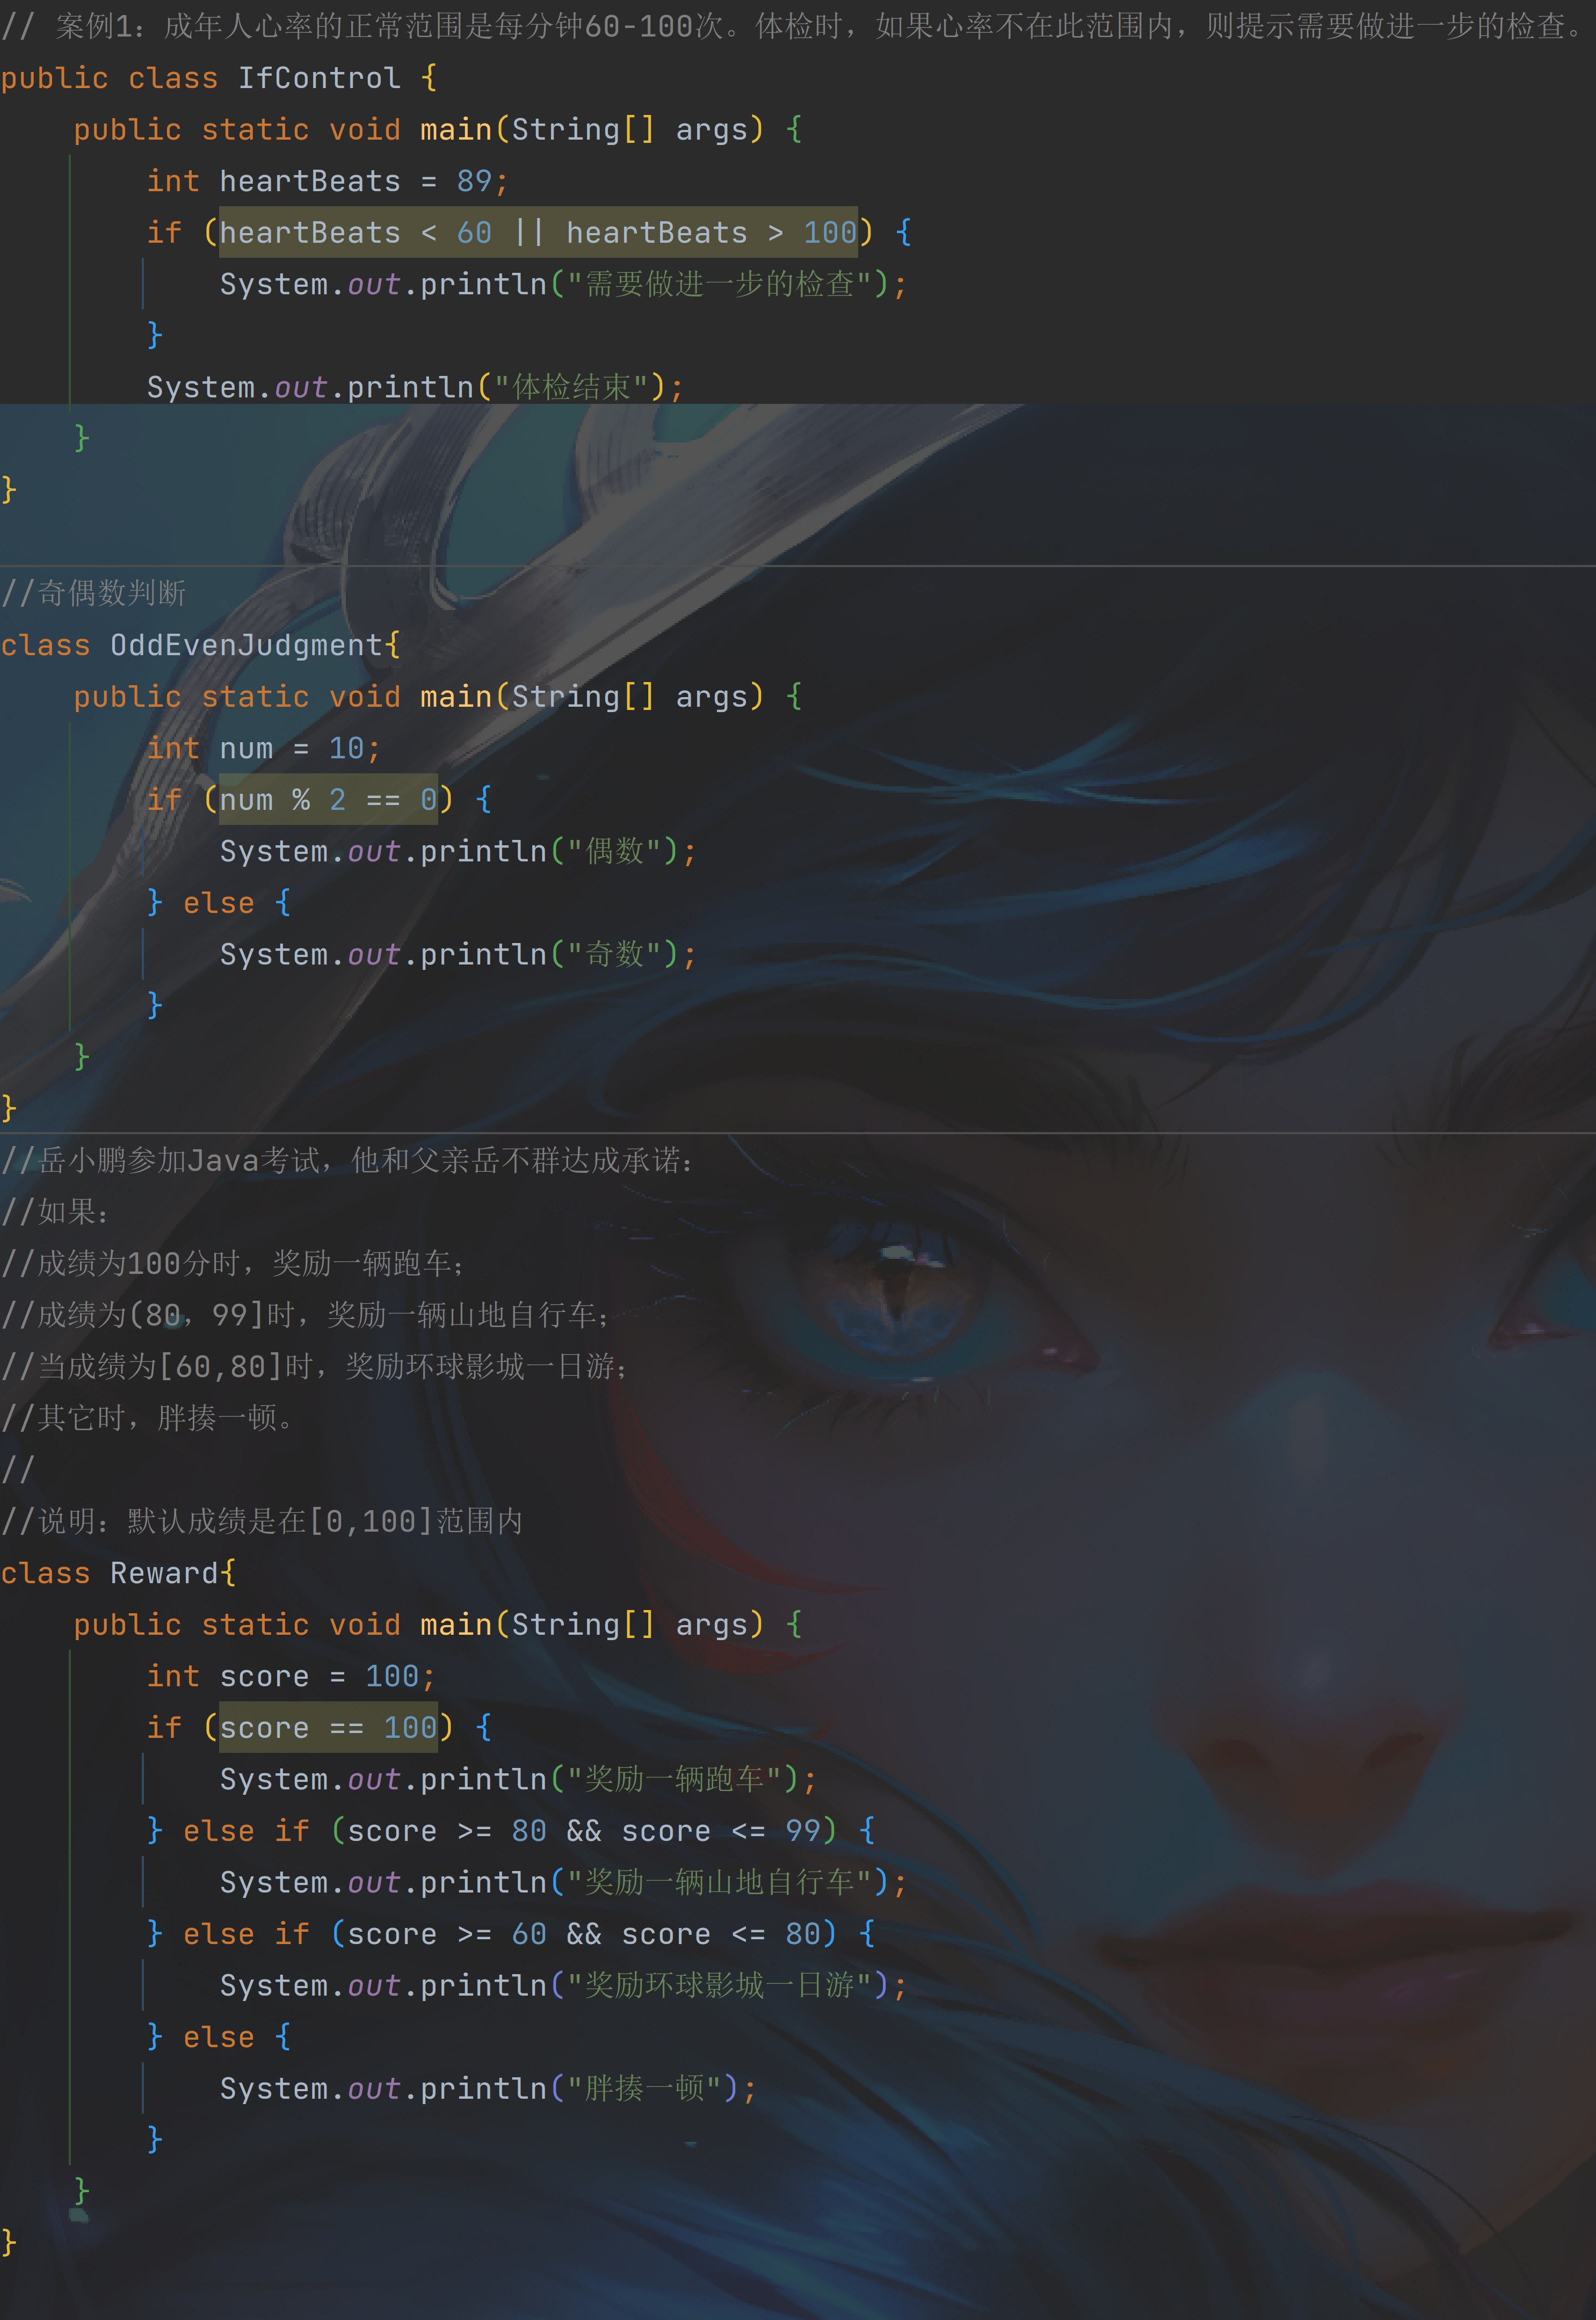 // 案例1：成年人心率的正常范围是每分钟60-100次。体检时，如果心率不在此范围内，则提示需要做进一步的检查。
public class IfControl {
    public static void main(String[] args) {
        int heartBeats = 89;
        if (heartBeats < 60 || heartBeats > 100) {
            System.out.println("需要做进一步的检查");
        }
        System.out.println("体检结束");
    }
}
//奇偶数判断
class OddEvenJudgment{
    public static void main(String[] args) {
        int num = 10;
        if (num % 2 == 0) {
            System.out.println("偶数");
        } else {
            System.out.println("奇数");
        }
    }
}
//岳小鹏参加Java考试，他和父亲岳不群达成承诺：
//如果：
//成绩为100分时，奖励一辆跑车；
//成绩为(80，99]时，奖励一辆山地自行车；
//当成绩为[60,80]时，奖励环球影城一日游；
//其它时，胖揍一顿。
//
//说明：默认成绩是在[0,100]范围内
class Reward{
    public static void main(String[] args) {
        int score = 100;
        if (score == 100) {
            System.out.println("奖励一辆跑车");
        } else if (score >= 80 && score <= 99) {
            System.out.println("奖励一辆山地自行车");
        } else if (score >= 60 && score <= 80) {
            System.out.println("奖励环球影城一日游");
        } else {
            System.out.println("胖揍一顿");
        }
    }
}